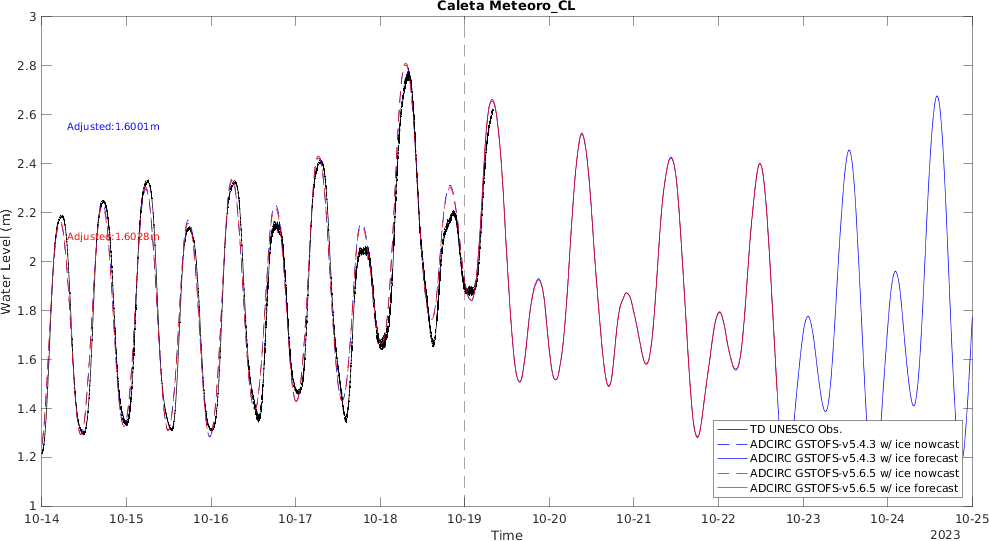 Caleta Meteoro_CL
3
2.8
2.6
2.4
2.2
2
1.8
1.6
1.4
1.2
1
Water Level (m)
Adjusted:1.6001m
Adjusted:1.6028m
TD UNESCO Obs.
ADCIRC GSTOFS-v5.4.3 w/ ice nowcast
ADCIRC GSTOFS-v5.4.3 w/ ice forecast
ADCIRC GSTOFS-v5.6.5 w/ ice nowcast
ADCIRC GSTOFS-v5.6.5 w/ ice forecast
10-14 10-15 10-16 10-17 10-18 10-19 10-20 10-21 10-22 10-23 10-24 10-25
Time
2023